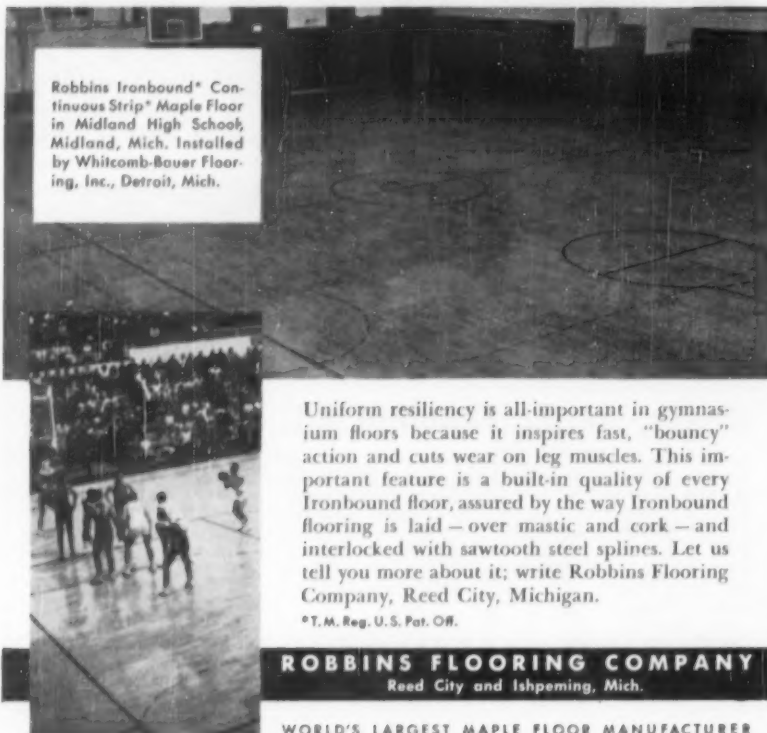 Robbins Ironbound* Con-
tinuous Strip* Maple Floor
in Midland High School,
Midland, Mich. Installed
by Whitcomb-Bauer Floor-
ing, Inc., Detroit, Mich.
Uniform resiliency is all-important in gymnas-
ium floors because it inspires fast, "bouncy"
action and cuts wear on leg muscles. This im-
portant feature is a built-in quality of every
Ironbound floor, assured by the way Ironbound
flooring is laid — over mastic and cork — and
interlocked with sawtooth steel splines. Let us
tell you more about it; write Robbins Flooring
Company, Reed City, Michigan.
*T.M. Reg. U.S. Pat. Off.
ROBBINS FLOORING COMPANY
Reed City and Ishpeming, Mich.
WORLD'S LARGEST MAPLE FLOOR MANUFACTURER